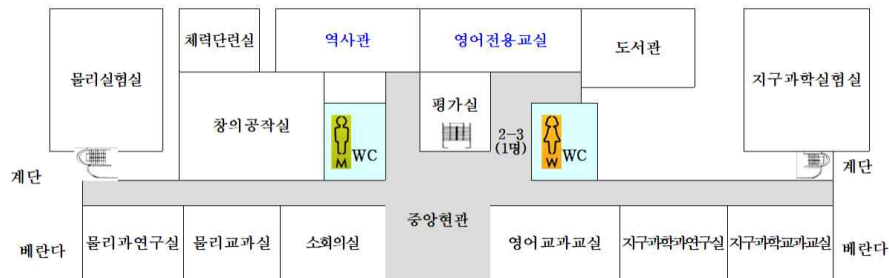 체력단련실
역사관
영어전용교실
도서관
물리실험실
지구과학실험실
평가실
창의공작실
M
WC
2-3
(1명)
W
WC
계단
계단
중앙현관
물리과연구실
물리교과실
소회의실
영어교과교실
지구과학과연구실
지구과학교과교실
베란다
베란다